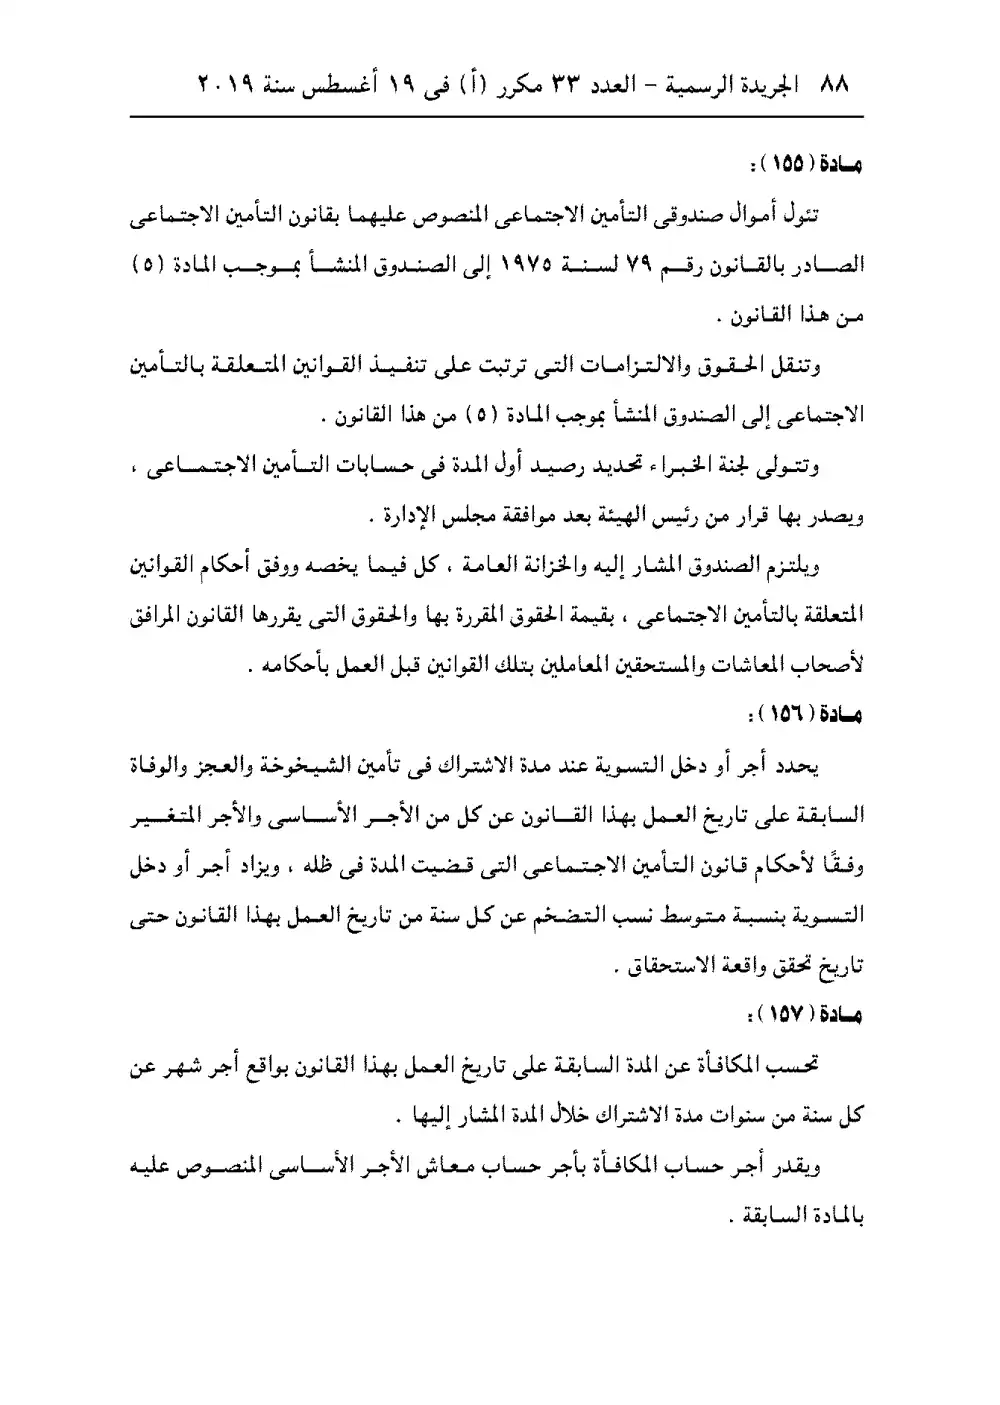 ٨٨ الجريدة الرسمية – العدد ٣٣ مكرر (أ) فى ١٩ أغسطس سنة ٢٠١٩
مادة (١٥٥) :
تئول أموال صندوقى التأمين الاجتماعى المنصوص عليهما بقانون التأمين الاجتماعى
الصادر بالقانون رقم ٧٩ لسنة ١٩٧٥ إلى الصندوق المنشأ بموجب المادة (٥)
من هذا القانون .
وتنقل الحقوق والالتزامات التى ترتبت على تنفيذ القوانين المتعلقة بالتأمين
الاجتماعى إلى الصندوق المنشأ بموجب المادة (٥) من هذا القانون .
وتتولى لجنة الخبراء تحديد رصيد أول المدة فى حسابات التأمين الاجتماعى ،
ويصدر بها قرار من رئيس الهيئة بعد موافقة مجلس الإدارة .
ويلتزم الصندوق المشار إليه والخزانة العامة ، كل فيما يخصه ووفق أحكام القوانين
المتعلقة بالتأمين الاجتماعى ، بقيمة الحقوق المقررة بها والحقوق التى يقررها القانون المرافق
لأصحاب المعاشات والمستحقين المعاملين بتلك القوانين قبل العمل بأحكامه .
مادة (١٥٦) :
يحدد أجر أو دخل التسوية عند مدة الاشتراك فى تأمين الشيخوخة والعجز والوفاة
السابقة على تاريخ العمل بهذا القانون عن كل من الأجر الأساسى والأجر المتغير
وفقًا لأحكام قانون التأمين الاجتماعى التى قضيت المدة فى ظله ، ويزاد أجر أو دخل
التسوية بنسبة متوسط نسب التضخم عن كل سنة من تاريخ العمل بهذا القانون حتى
تاريخ تحقق واقعة الاستحقاق .
مادة (١٥٧) :
تحسب المكافأة عن المدة السابقة على تاريخ العمل بهذا القانون بواقع أجر شهر عن
كل سنة من سنوات مدة الاشتراك خلال المدة المشار إليها .
ويقدر أجر حساب المكافأة بأجر حساب معاش الأجر الأساسى المنصوص عليه
بالمادة السابقة .